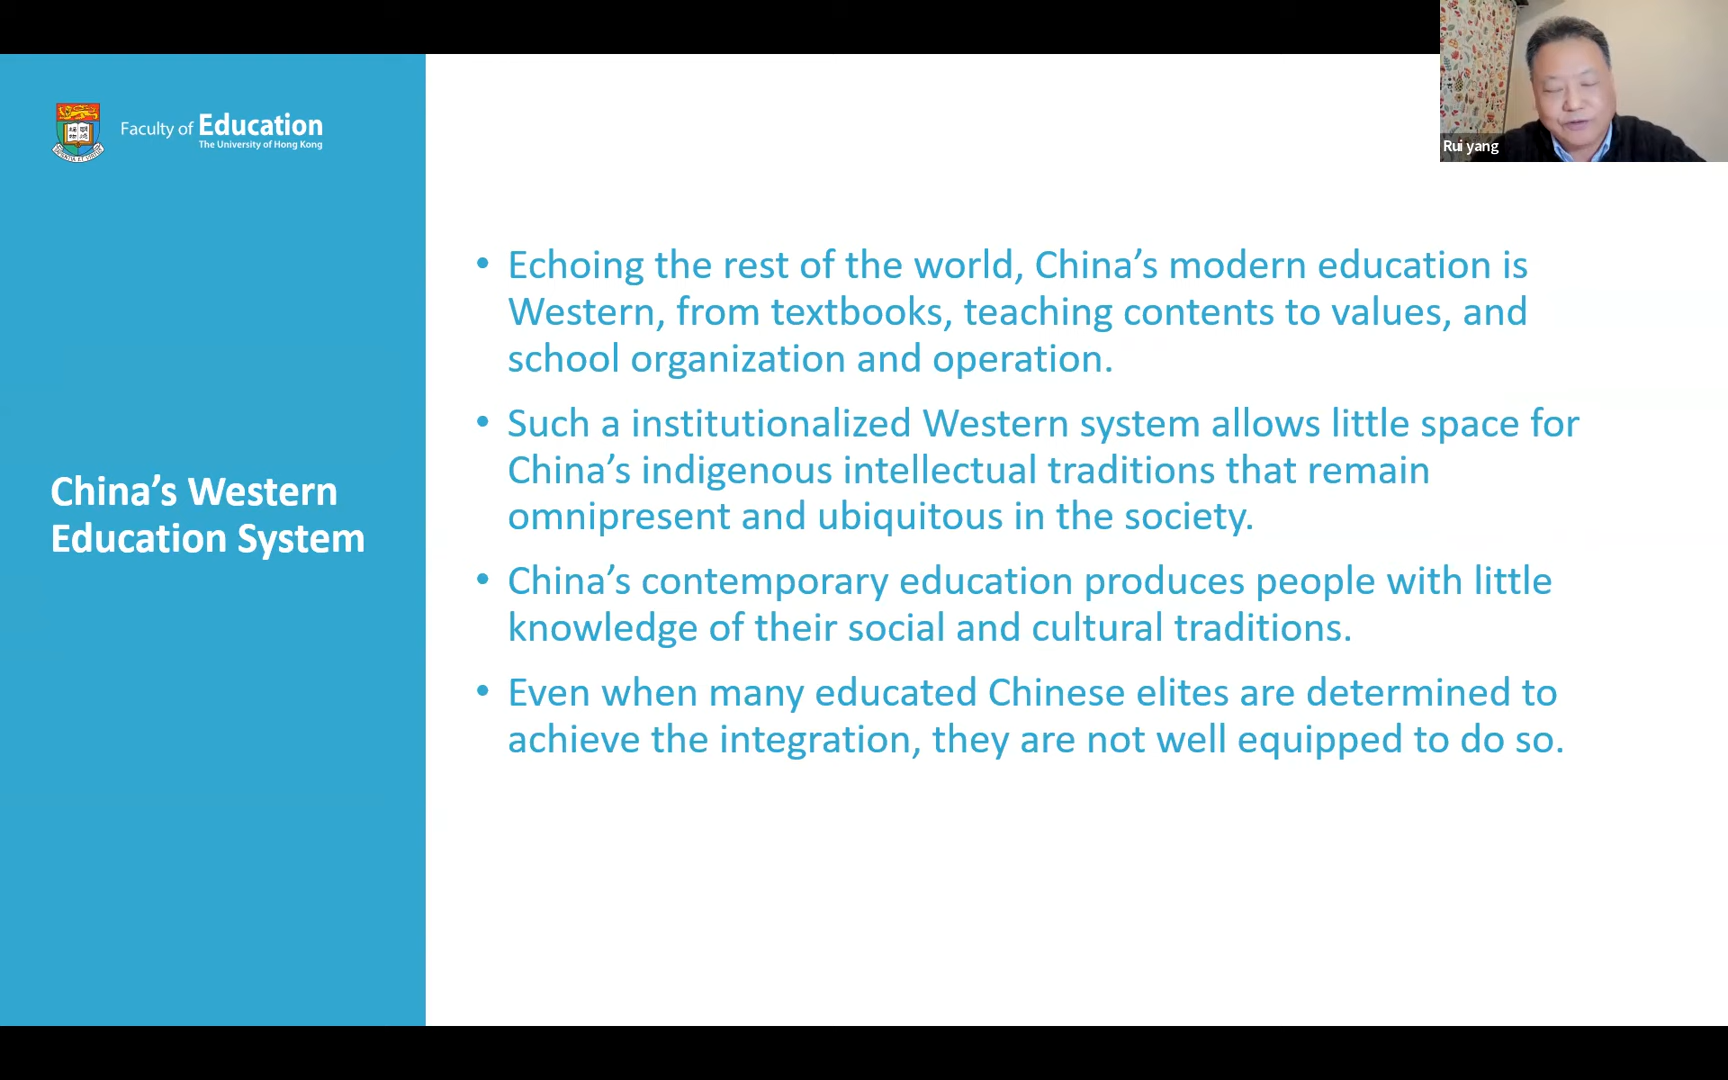 Faculty of Education
The University of Hong Kong
Rui yang
China’s Western
Education System
• Echoing the rest of the world, China’s modern education is
Western, from textbooks, teaching contents to values, and
school organization and operation.
• Such a institutionalized Western system allows little space for
China’s indigenous intellectual traditions that remain
omnipresent and ubiquitous in the society.
• China’s contemporary education produces people with little
knowledge of their social and cultural traditions.
• Even when many educated Chinese elites are determined to
achieve the integration, they are not well equipped to do so.